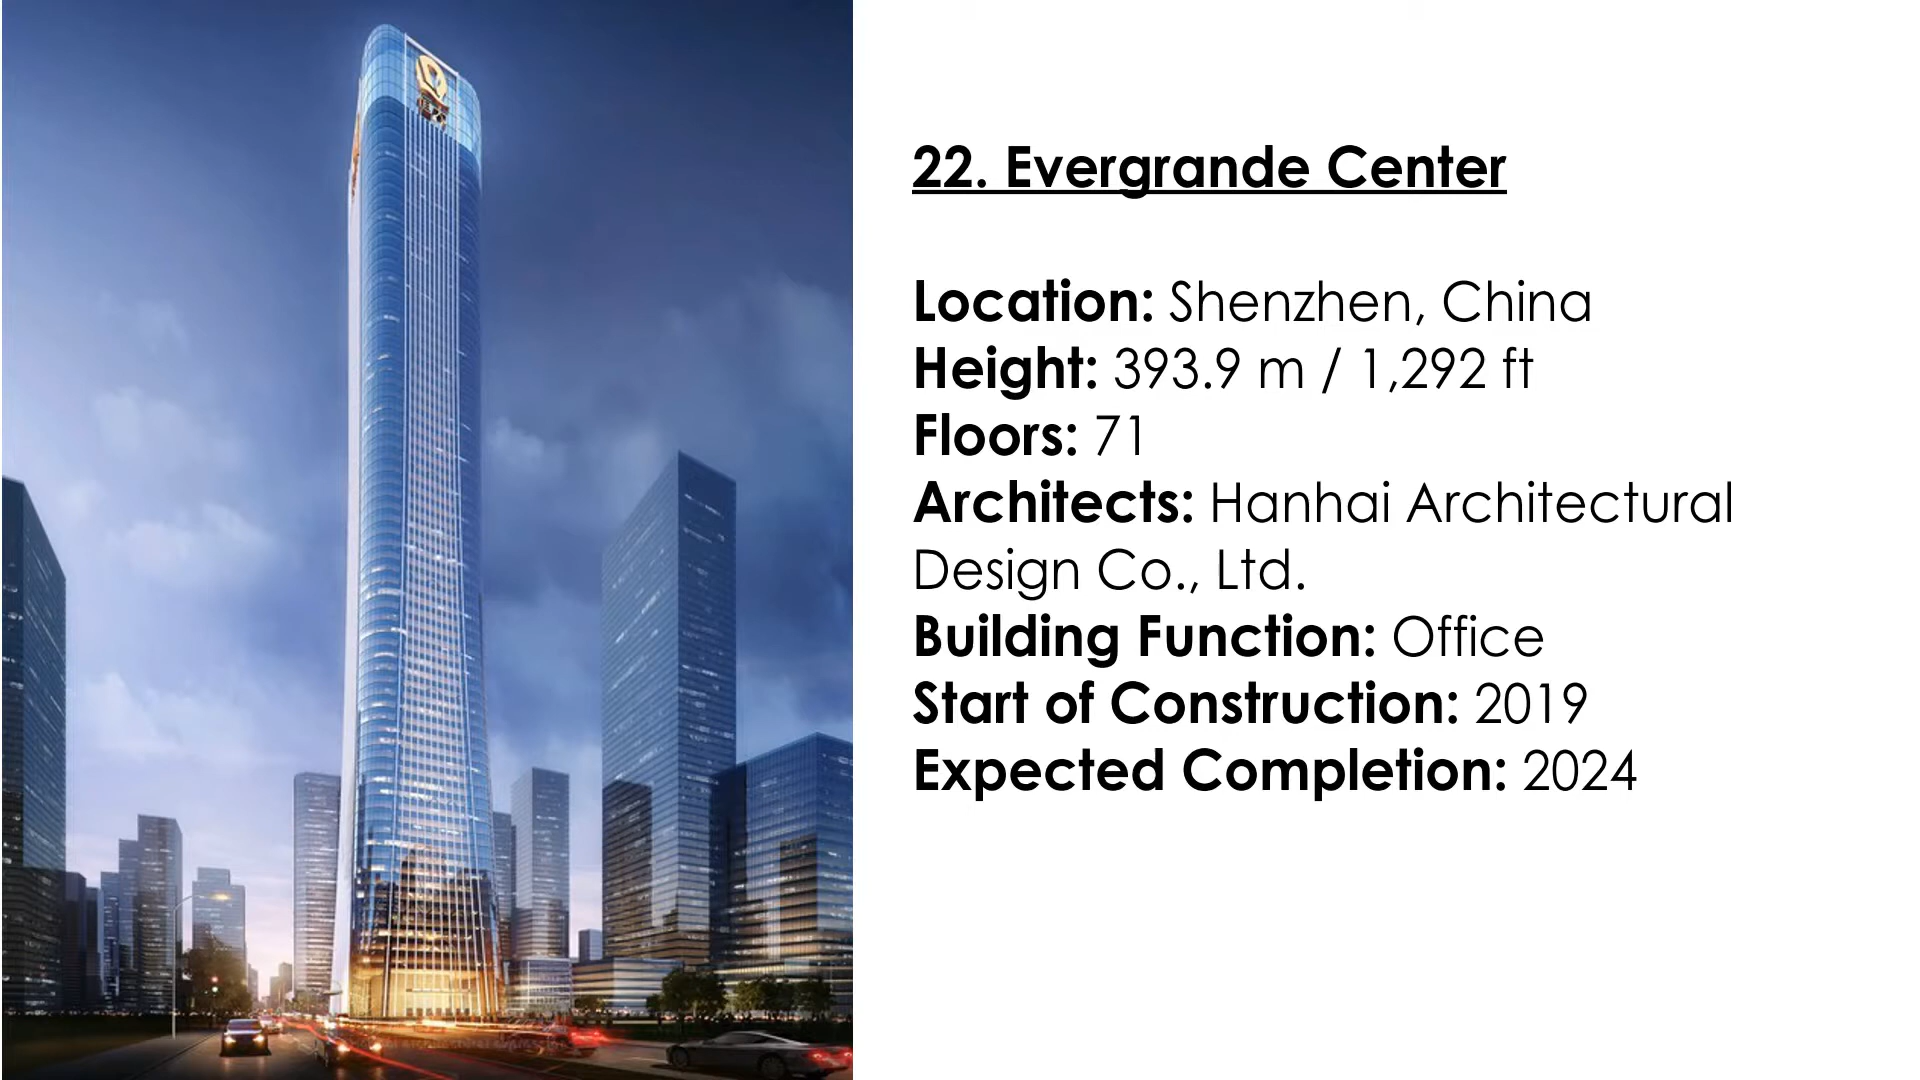 22. Evergrande Center
Location: Shenzhen, China
Height: 393.9 m / 1,292 ft
Floors: 71
Architects: Hanhai Architectural
Design Co., Ltd.
Building Function: Office
Start of Construction: 2019
Expected Completion: 2024